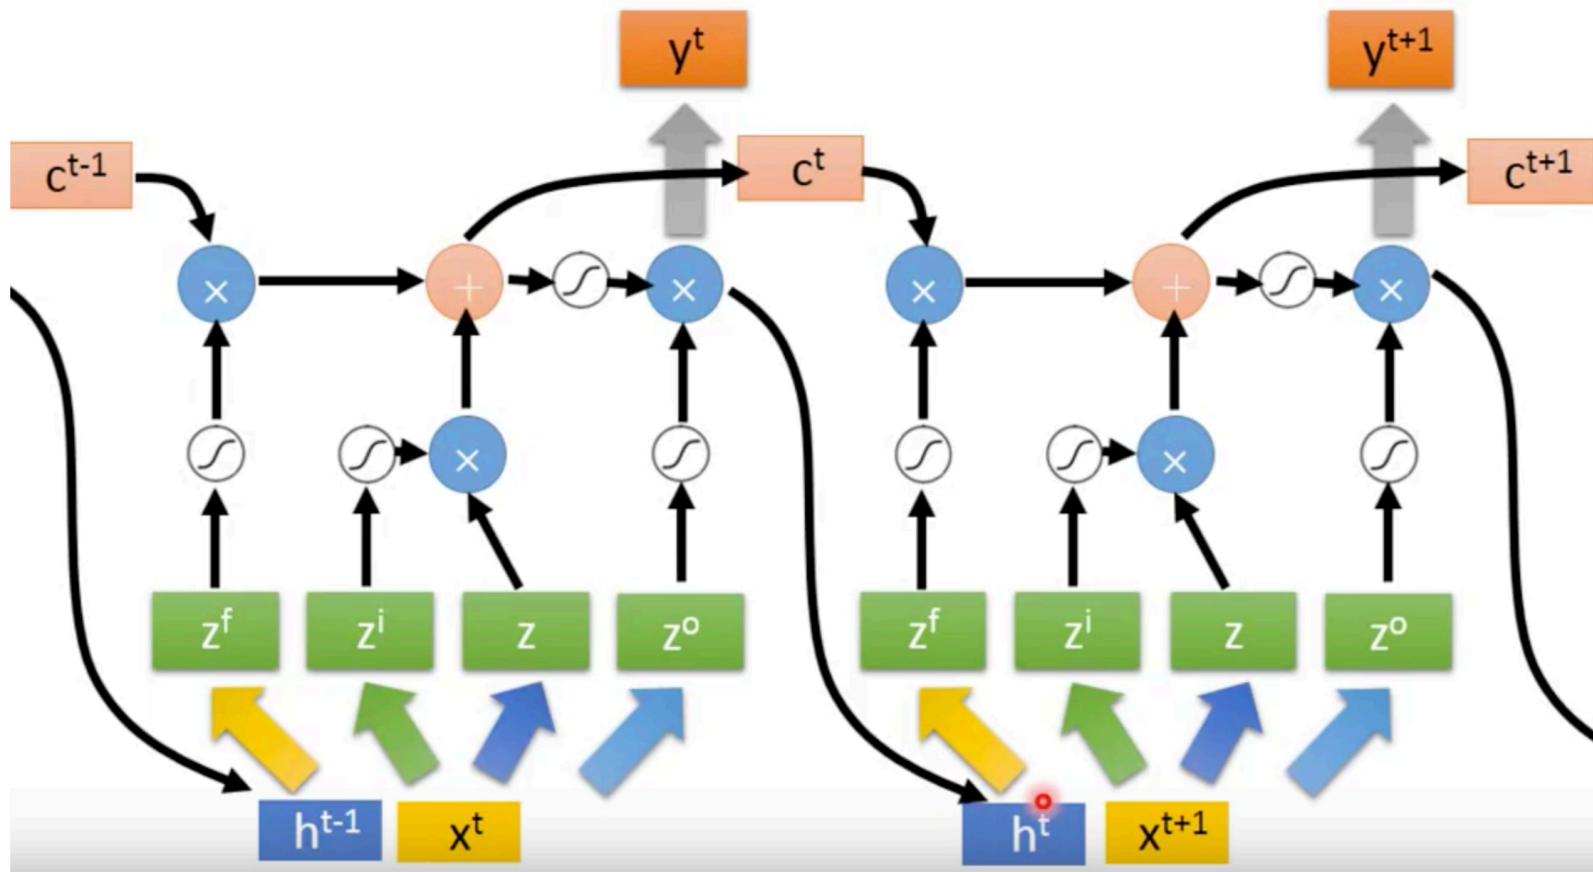 y^t y^{t+1}
c^{t-1} c^t c^{t+1}
× + × × + ×
× ×
z^f z^i z z^o z^f z^i z z^o
h^{t-1} x^t h^t x^{t+1}